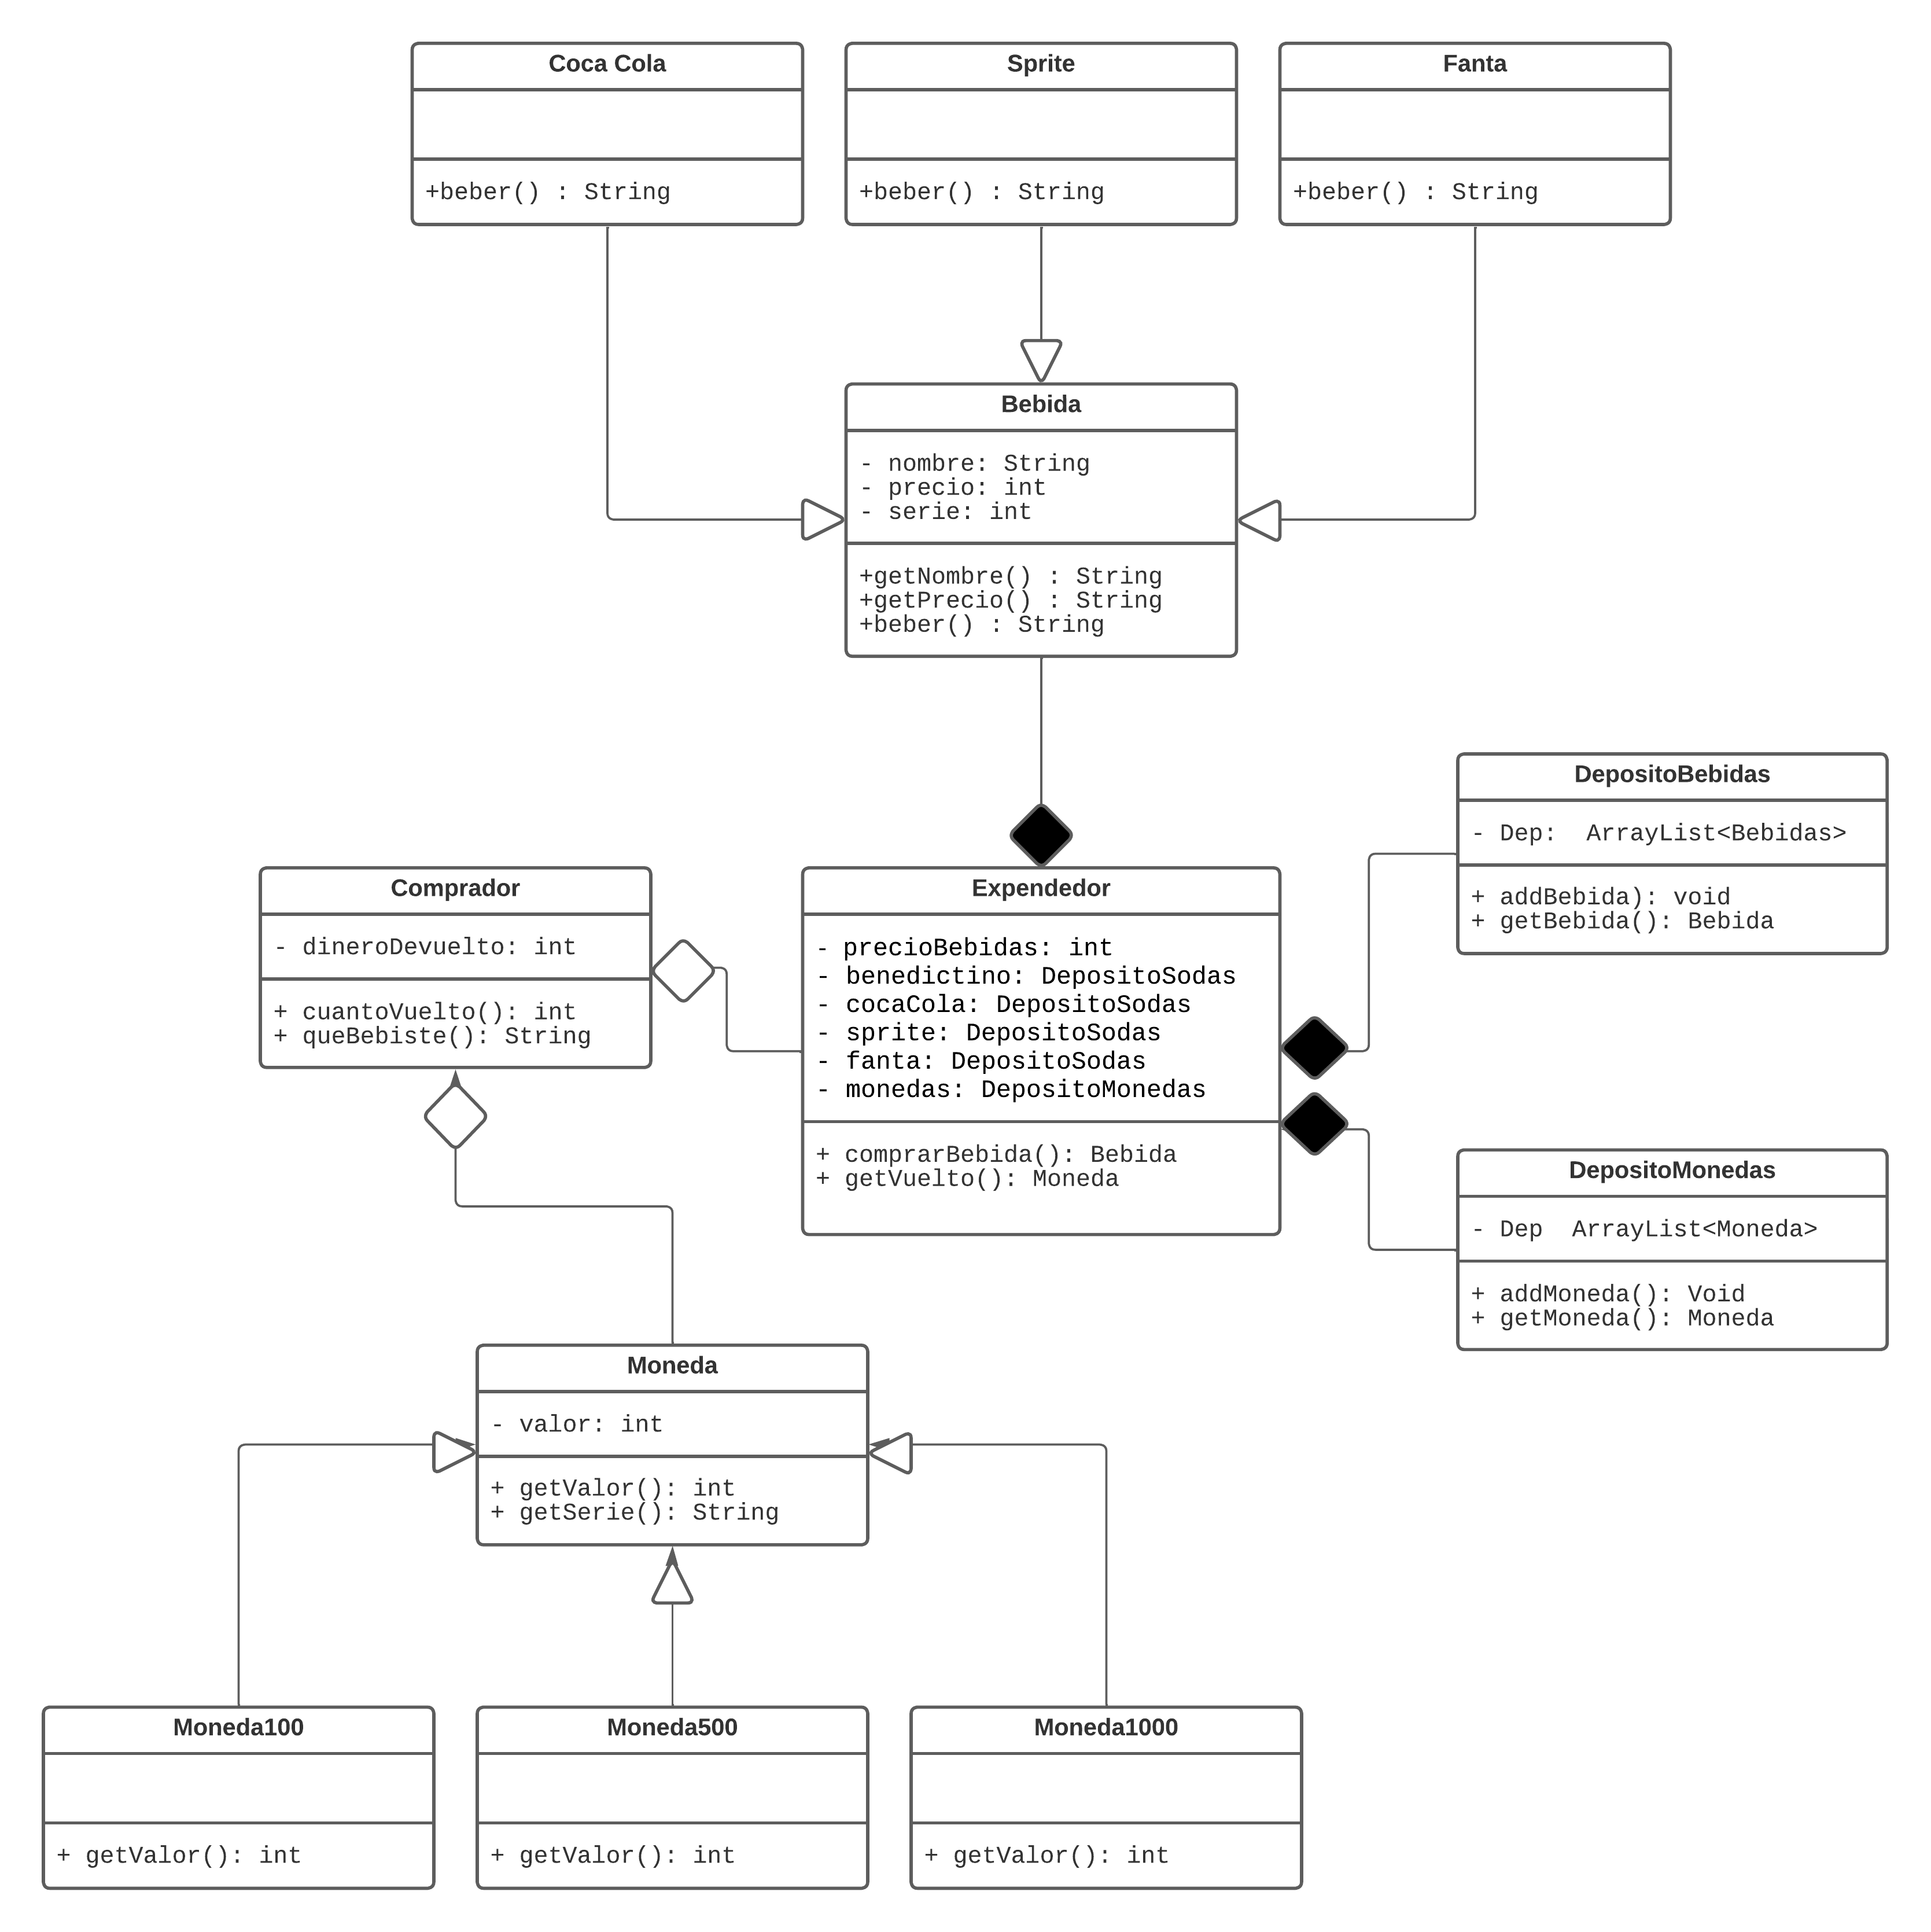 Coca Cola
+beber() : String
Sprite
+beber() : String
Fanta
+beber() : String
Bebida
- nombre: String
- precio: int
- serie: int
+getNombre() : String
+getPrecio() : String
+beber() : String
DepositoBebidas
- Dep:  ArrayList<Bebidas>
+ addBebida): void
+ getBebida(): Bebida
Comprador
- dineroDevuelto: int
+ cuantoVuelto(): int
+ queBebiste(): String
Expendedor
- precioBebidas: int
- benedictino: DepositoSodas
- cocaCola: DepositoSodas
- sprite: DepositoSodas
- fanta: DepositoSodas
- monedas: DepositoMonedas
+ comprarBebida(): Bebida
+ getVuelto(): Moneda
DepositoMonedas
- Dep  ArrayList<Moneda>
+ addMoneda(): Void
+ getMoneda(): Moneda
Moneda
- valor: int
+ getValor(): int
+ getSerie(): String
Moneda100
+ getValor(): int
Moneda500
+ getValor(): int
Moneda1000
+ getValor(): int